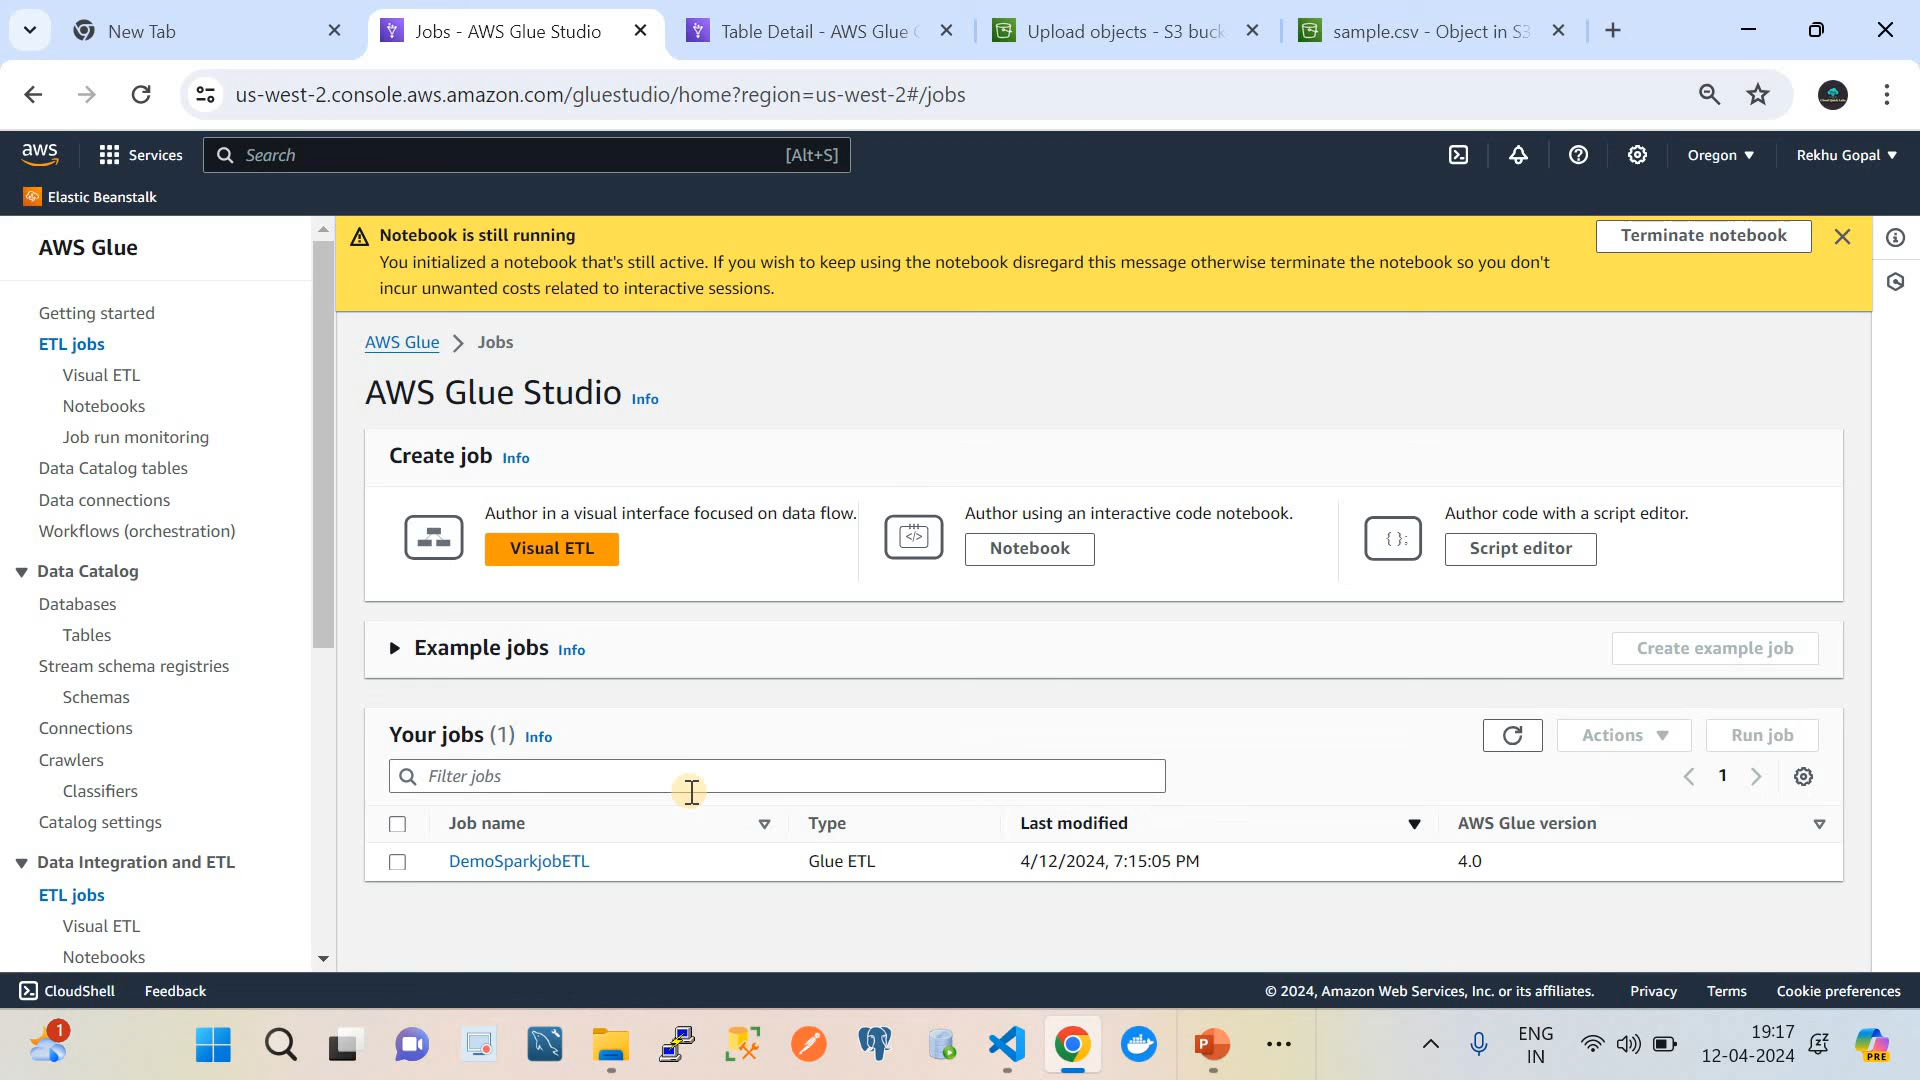 New Tab
Jobs - AWS Glue Studio
Table Detail - AWS Glue
Upload objects - S3 buck
sample.csv - Object in S3
us-west-2.console.aws.amazon.com/gluestudio/home?region=us-west-2#/jobs
aws
Services
Search
[Alt+S]
Oregon
Rekhu Gopal
Elastic Beanstalk
AWS Glue
Getting started
ETL jobs
Visual ETL
Notebooks
Job run monitoring
Data Catalog tables
Data connections
Workflows (orchestration)
Data Catalog
Databases
Tables
Stream schema registries
Schemas
Connections
Crawlers
Classifiers
Catalog settings
Data Integration and ETL
ETL jobs
Visual ETL
Notebooks
Notebook is still running
You initialized a notebook that's still active. If you wish to keep using the notebook disregard this message otherwise terminate the notebook so you don't
incur unwanted costs related to interactive sessions.
Terminate notebook
AWS Glue
Jobs
AWS Glue Studio Info
Create job Info
Author in a visual interface focused on data flow.
Visual ETL
Author using an interactive code notebook.
Notebook
Author code with a script editor.
Script editor
Example jobs Info
Create example job
Your jobs (1) Info
Actions
Run job
Filter jobs
1
Job name
Type
Last modified
AWS Glue version
DemoSparkjobETL
Glue ETL
4/12/2024, 7:15:05 PM
4.0
CloudShell
Feedback
© 2024, Amazon Web Services, Inc. or its affiliates.
Privacy
Terms
Cookie preferences
1
ENG
IN
19:17
12-04-2024
PRE